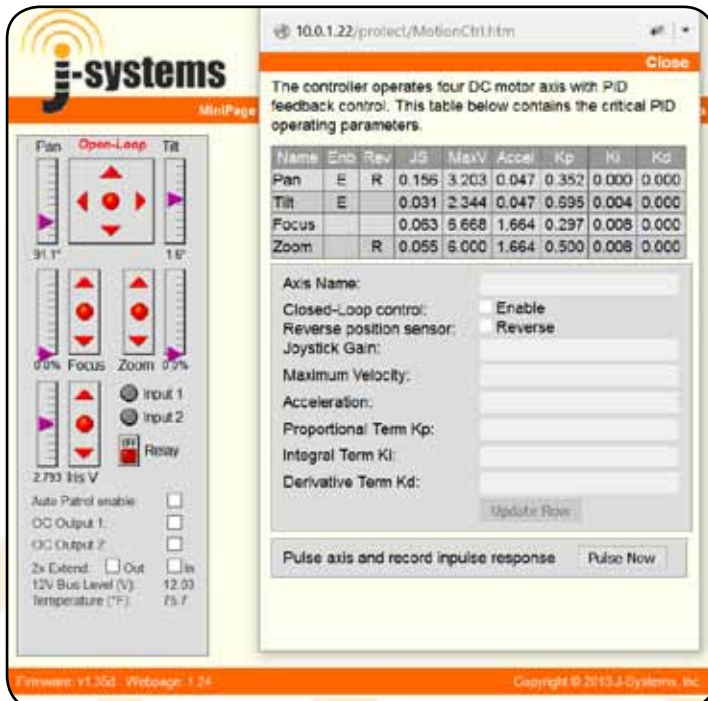 j-systems
MiniPage
10.0.1.22/protect/MotionCtrl.htm
Close
The controller operates four DC motor axis with PID
feedback control. This table below contains the critical PID
operating parameters.
Name Enb Rev JS MaxV Accel Kp Ki Kd
Pan E R 0.156 3.203 0.047 0.352 0.000 0.000
Tilt E 0.031 2.344 0.047 0.695 0.004 0.000
Focus 0.063 6.668 1.664 0.297 0.008 0.000
Zoom R 0.055 6.000 1.664 0.500 0.008 0.000
Axis Name:
Closed-Loop control: Enable
Reverse position sensor: Reverse
Joystick Gain:
Maximum Velocity:
Acceleration:
Proportional Term Kp:
Integral Term Ki:
Derivative Term Kd:
Update Row
Pulse axis and record inpulse response Pulse Now
Pan Open-Loop Tilt
91.1° 1.6°
0.0% Focus Zoom 0.0%
Input 1
Input 2
OFF
Relay
2.793 Iris V
Auto Patrol enable:
OC Output 1:
OC Output 2:
2x Extend: Out In
12V Bus Level (V): 12.03
Temperature (°F): 75.7
Firmware: v1.35d Webpage: 1.24
Copyright © 2013 J-Systems, Inc